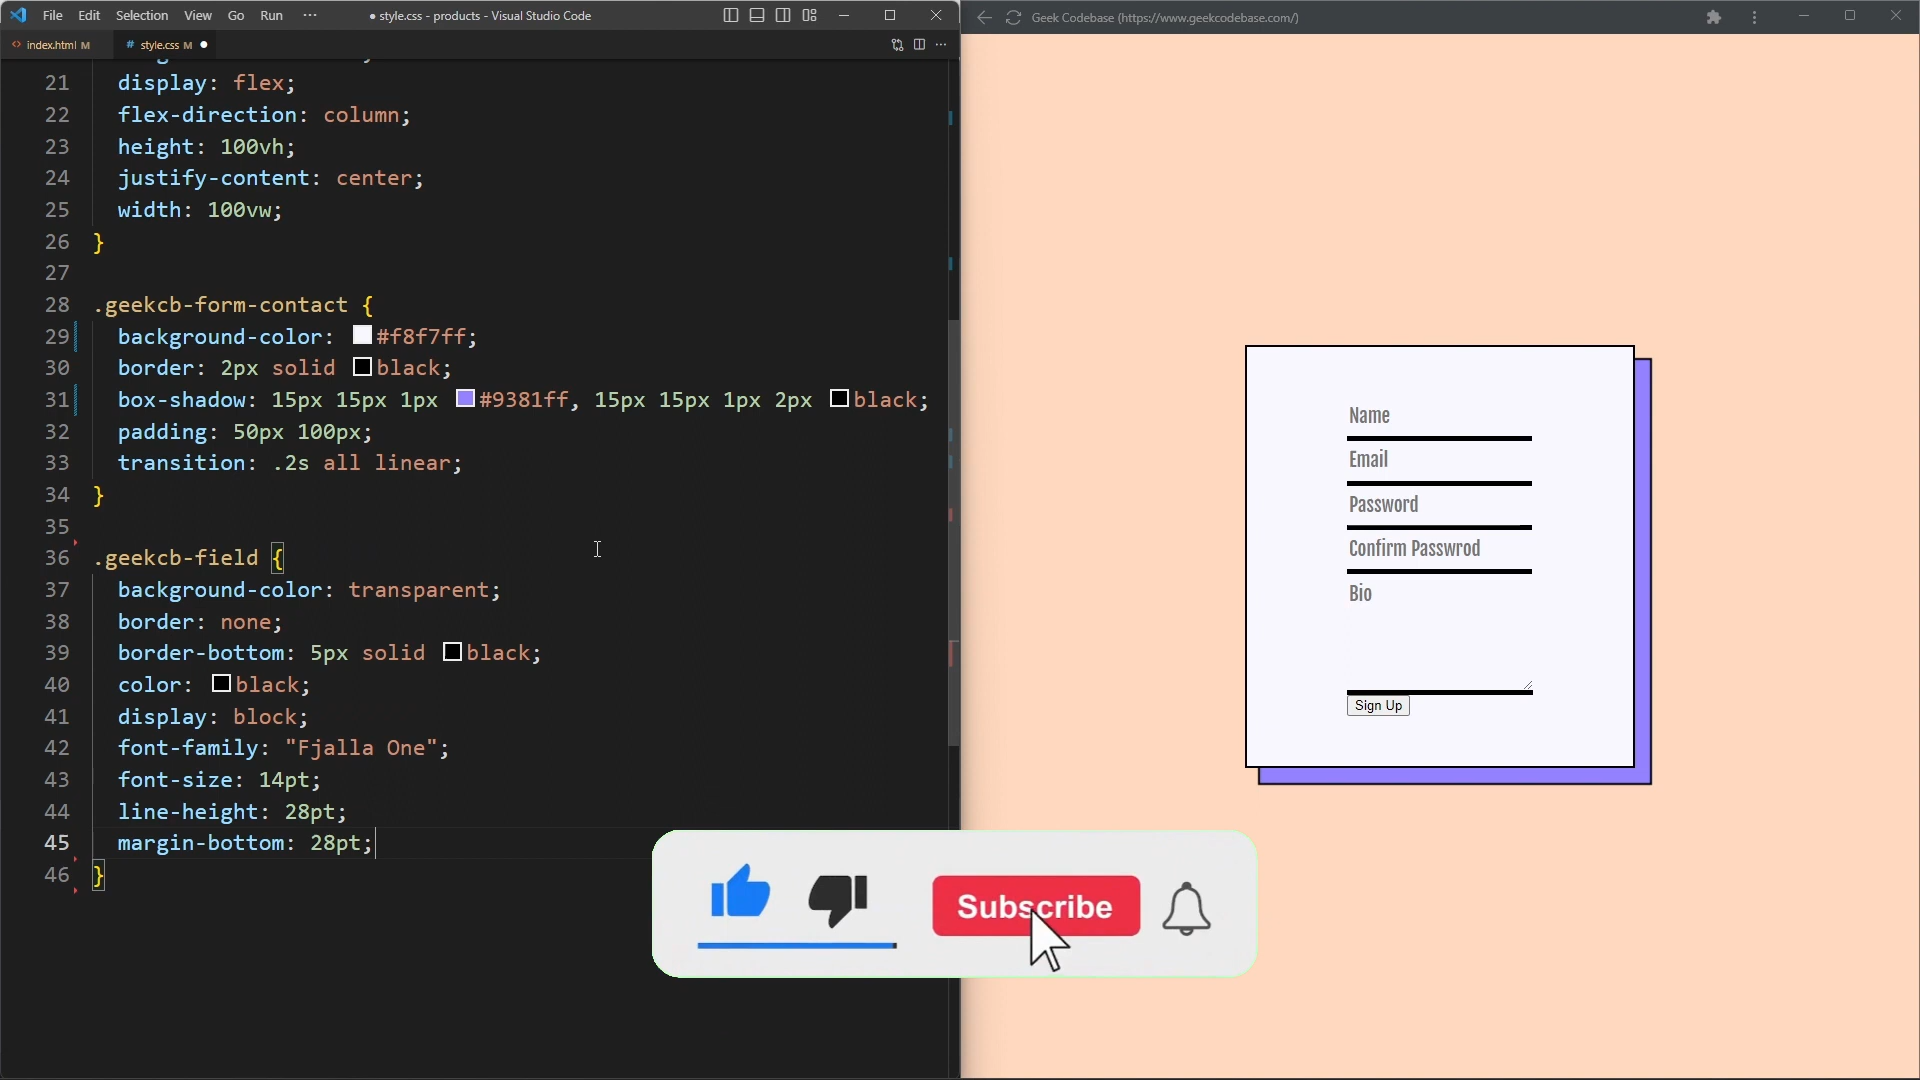 File Edit Selection View Go Run ··· ● style.css - products - Visual Studio Code
index.html M
# style.css M ●
21 display: flex;
22 flex-direction: column;
23 height: 100vh;
24 justify-content: center;
25 width: 100vw;
26 }
27
28 .geekcb-form-contact {
29 background-color: #f8f7ff;
30 border: 2px solid black;
31 box-shadow: 15px 15px 1px #9381ff, 15px 15px 1px 2px black;
32 padding: 50px 100px;
33 transition: .2s all linear;
34 }
35
36 .geekcb-field {
37 background-color: transparent;
38 border: none;
39 border-bottom: 5px solid black;
40 color: black;
41 display: block;
42 font-family: "Fjalla One";
43 font-size: 14pt;
44 line-height: 28pt;
45 margin-bottom: 28pt;
46 }
Geek Codebase (https://www.geekcodebase.com/)
Name
Email
Password
Confirm Passwrod
Bio
Sign Up
Subscribe